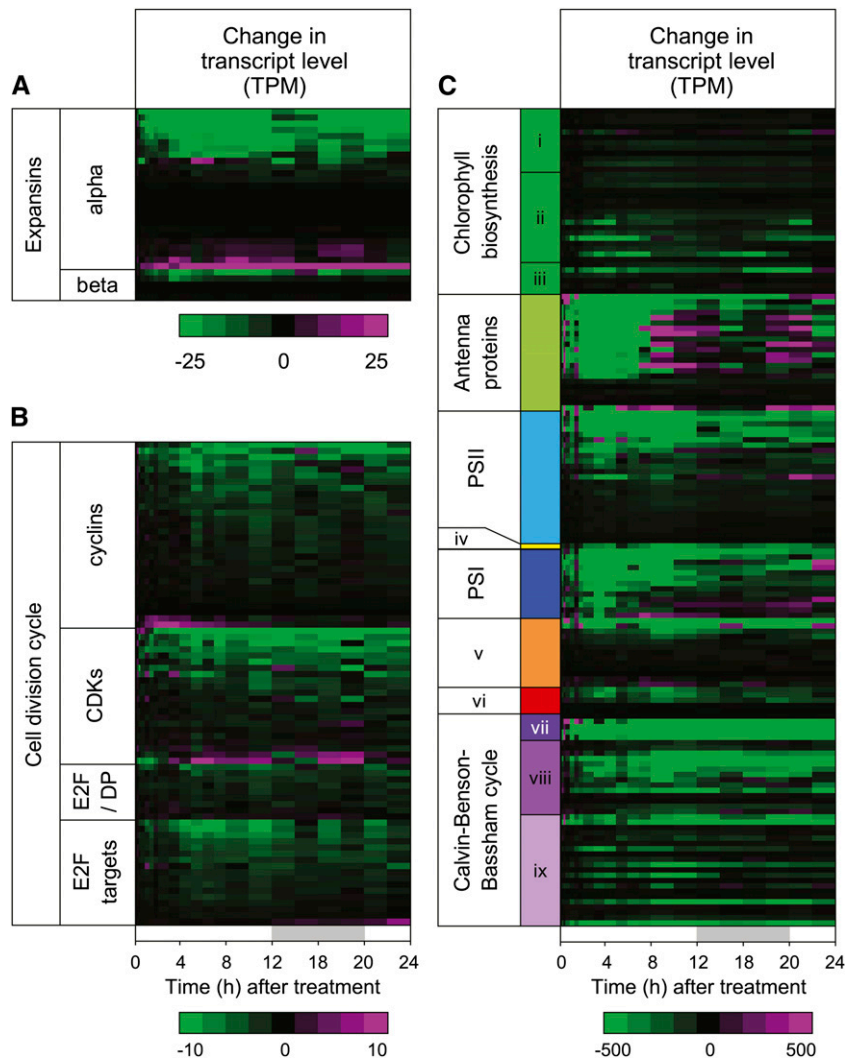 A
Change in
transcript level
(TPM)
Expansins
alpha
beta
-25 0 25
B
Cell division cycle
cyclins
CDKs
E2F
/ DP
E2F
targets
0 4 8 12 18 20 24
Time (h) after treatment
-10 0 10
C
Change in
transcript level
(TPM)
Chlorophyll
biosynthesis
i
ii
iii
Antenna
proteins
PSII
iv
PSI
v
vi
Calvin-Benson-
Bassham cycle
vii
viii
ix
0 4 8 12 18 20 24
Time (h) after treatment
-500 0 500